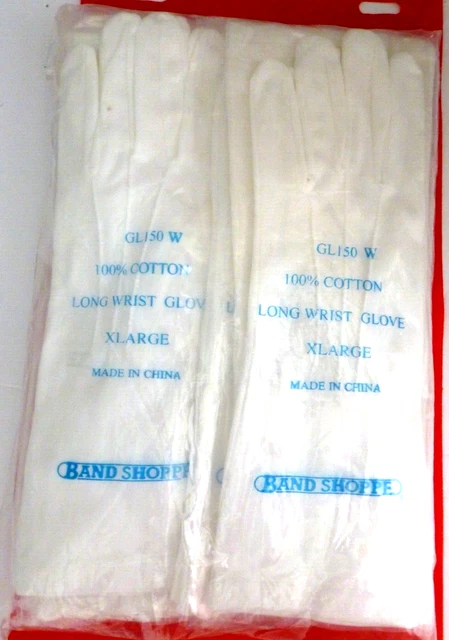 GL150 W
100% COTTON
LONG WRIST GLOV
XLARGE
MADE IN CHINA
BAND SHOPPE
GL150 W
100% COTTON
LONG WRIST GLOVE
XLARGE
MADE IN CHINA
BAND SHOPPE